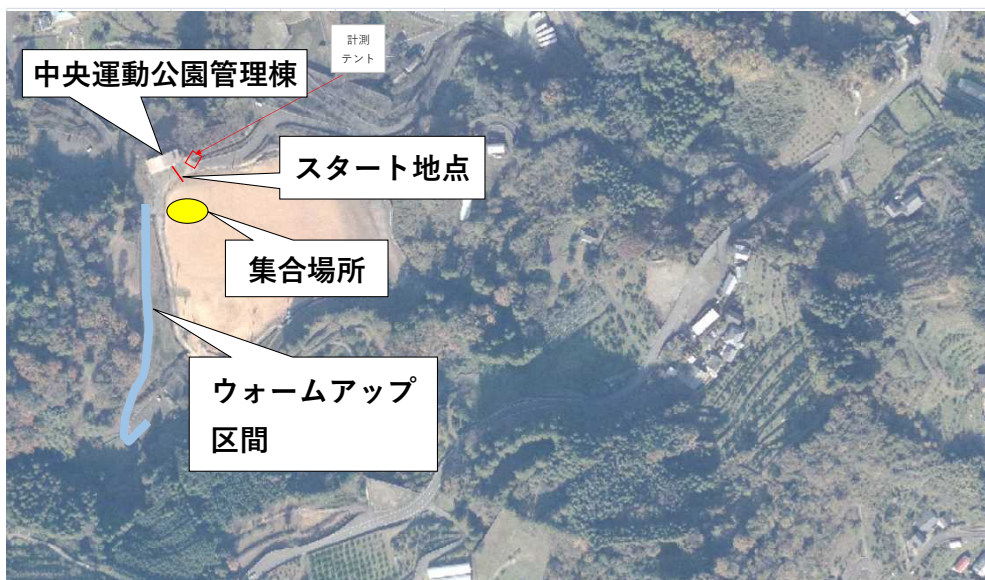 計測
テント
中央運動公園管理棟
スタート地点
集合場所
ウォームアップ
区間